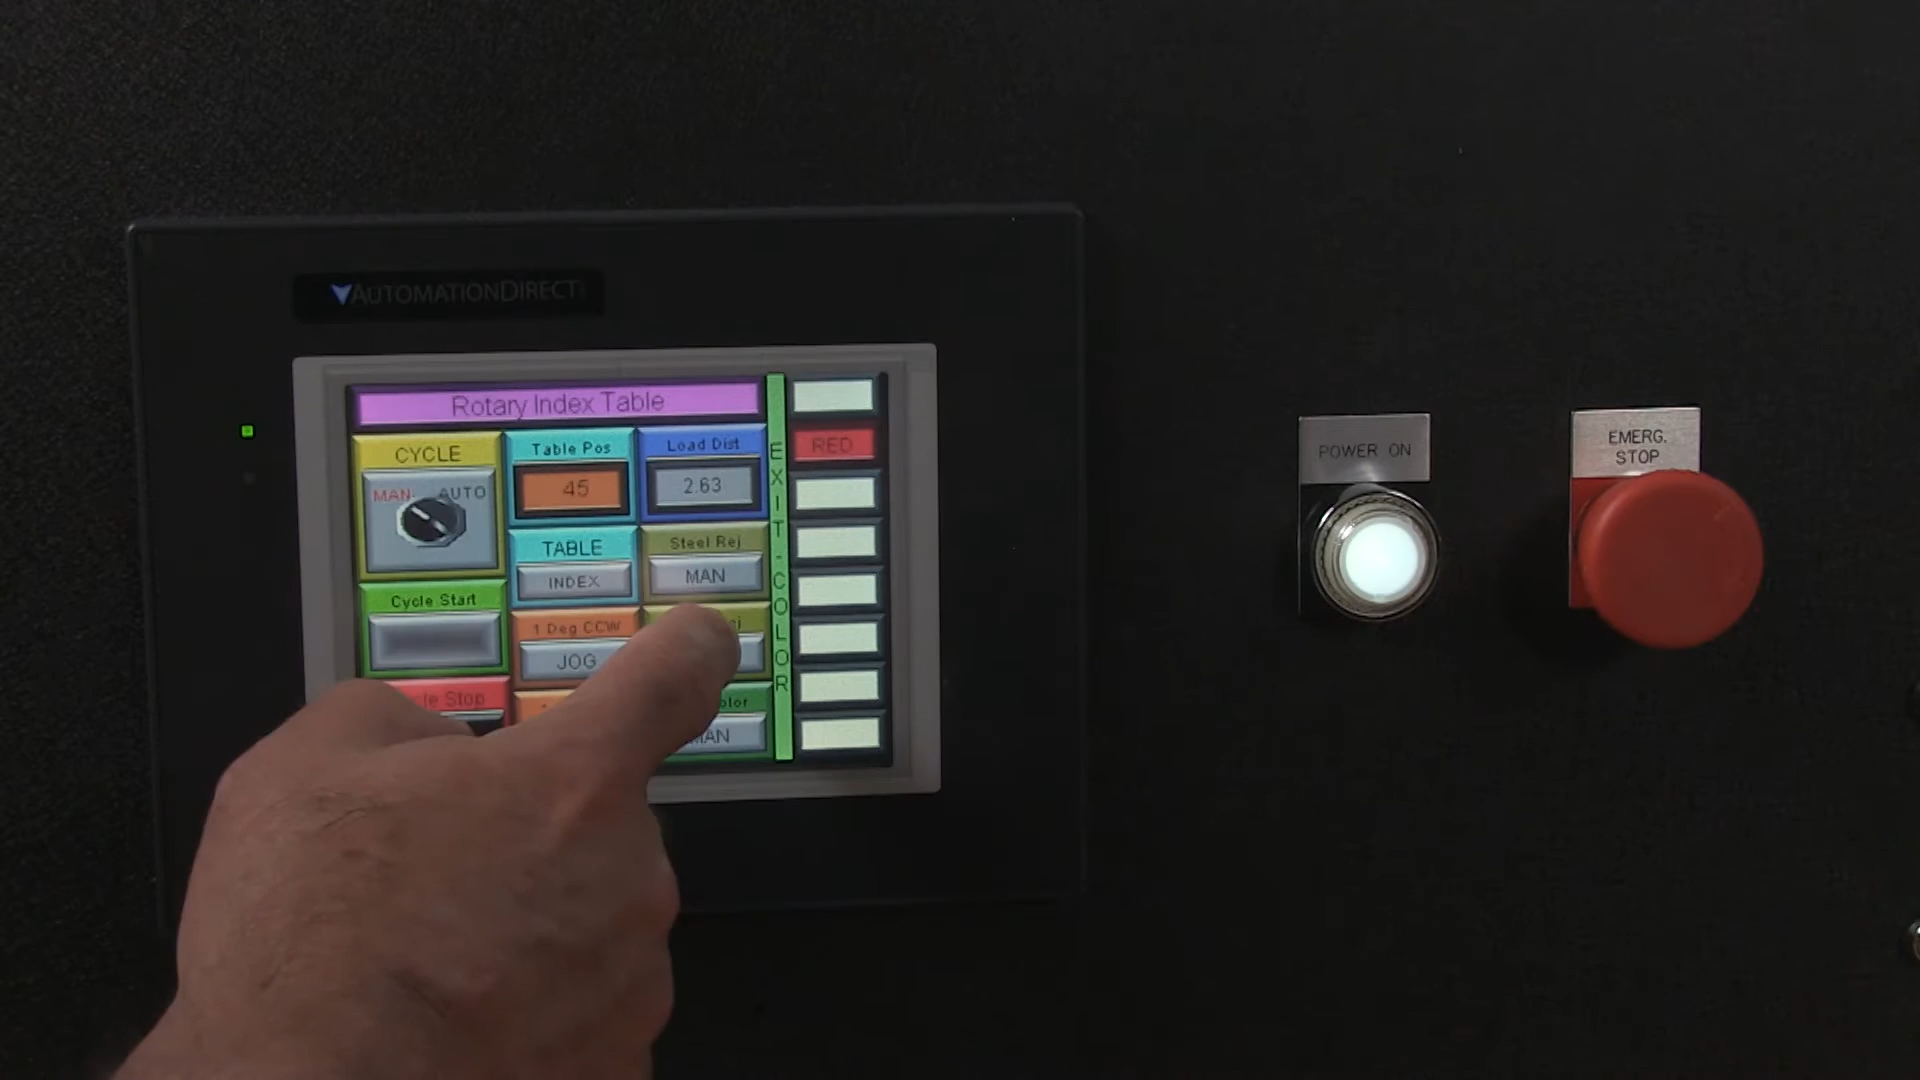 AUTOMATIONDIRECT
Rotary Index Table
CYCLE
MAN
AUTO
Table Pos
45
Load Dist
2.63
TABLE
INDEX
Steel Rej
MAN
Cycle Start
1 Deg CCW
JOG
Stop
MAN
EXIT-COLOR
RED
POWER ON
EMERG.
STOP